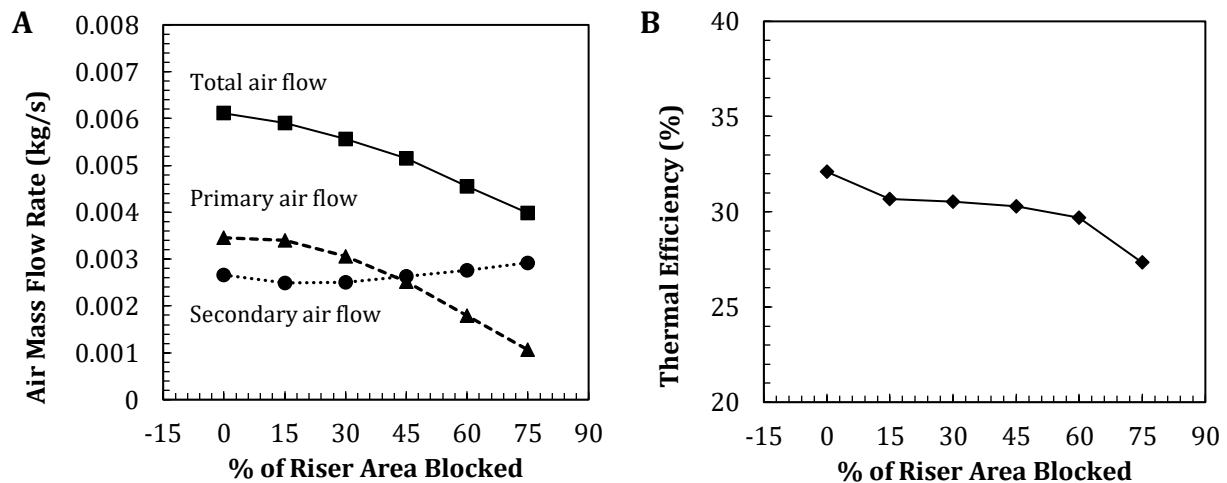 A
Air Mass Flow Rate (kg/s)
0.008
0.007
0.006
0.005
0.004
0.003
0.002
0.001
0
Total air flow
Primary air flow
Secondary air flow
-15 0 15 30 45 60 75 90
% of Riser Area Blocked
B
Thermal Efficiency (%)
40
35
30
25
20
-15 0 15 30 45 60 75 90
% of Riser Area Blocked